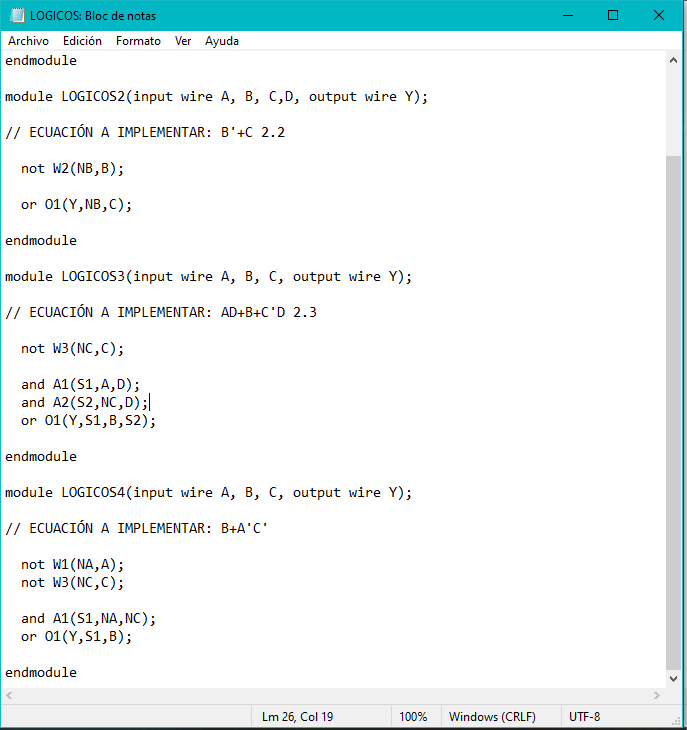 LOGICOS: Bloc de notas
Archivo Edición Formato Ver Ayuda
endmodule
module LOGICOS2(input wire A, B, C,D, output wire Y);
// ECUACIÓN A IMPLEMENTAR: B'+C 2.2
not W2(NB,B);
or O1(Y,NB,C);
endmodule
module LOGICOS3(input wire A, B, C, output wire Y);
// ECUACIÓN A IMPLEMENTAR: AD+B+C'D 2.3
not W3(NC,C);
and A1(S1,A,D);
and A2(S2,NC,D);
or O1(Y,S1,B,S2);
endmodule
module LOGICOS4(input wire A, B, C, output wire Y);
// ECUACIÓN A IMPLEMENTAR: B+A'C'
not W1(NA,A);
not W3(NC,C);
and A1(S1,NA,NC);
or O1(Y,S1,B);
endmodule
Lm 26, Col 19 100% Windows (CRLF) UTF-8